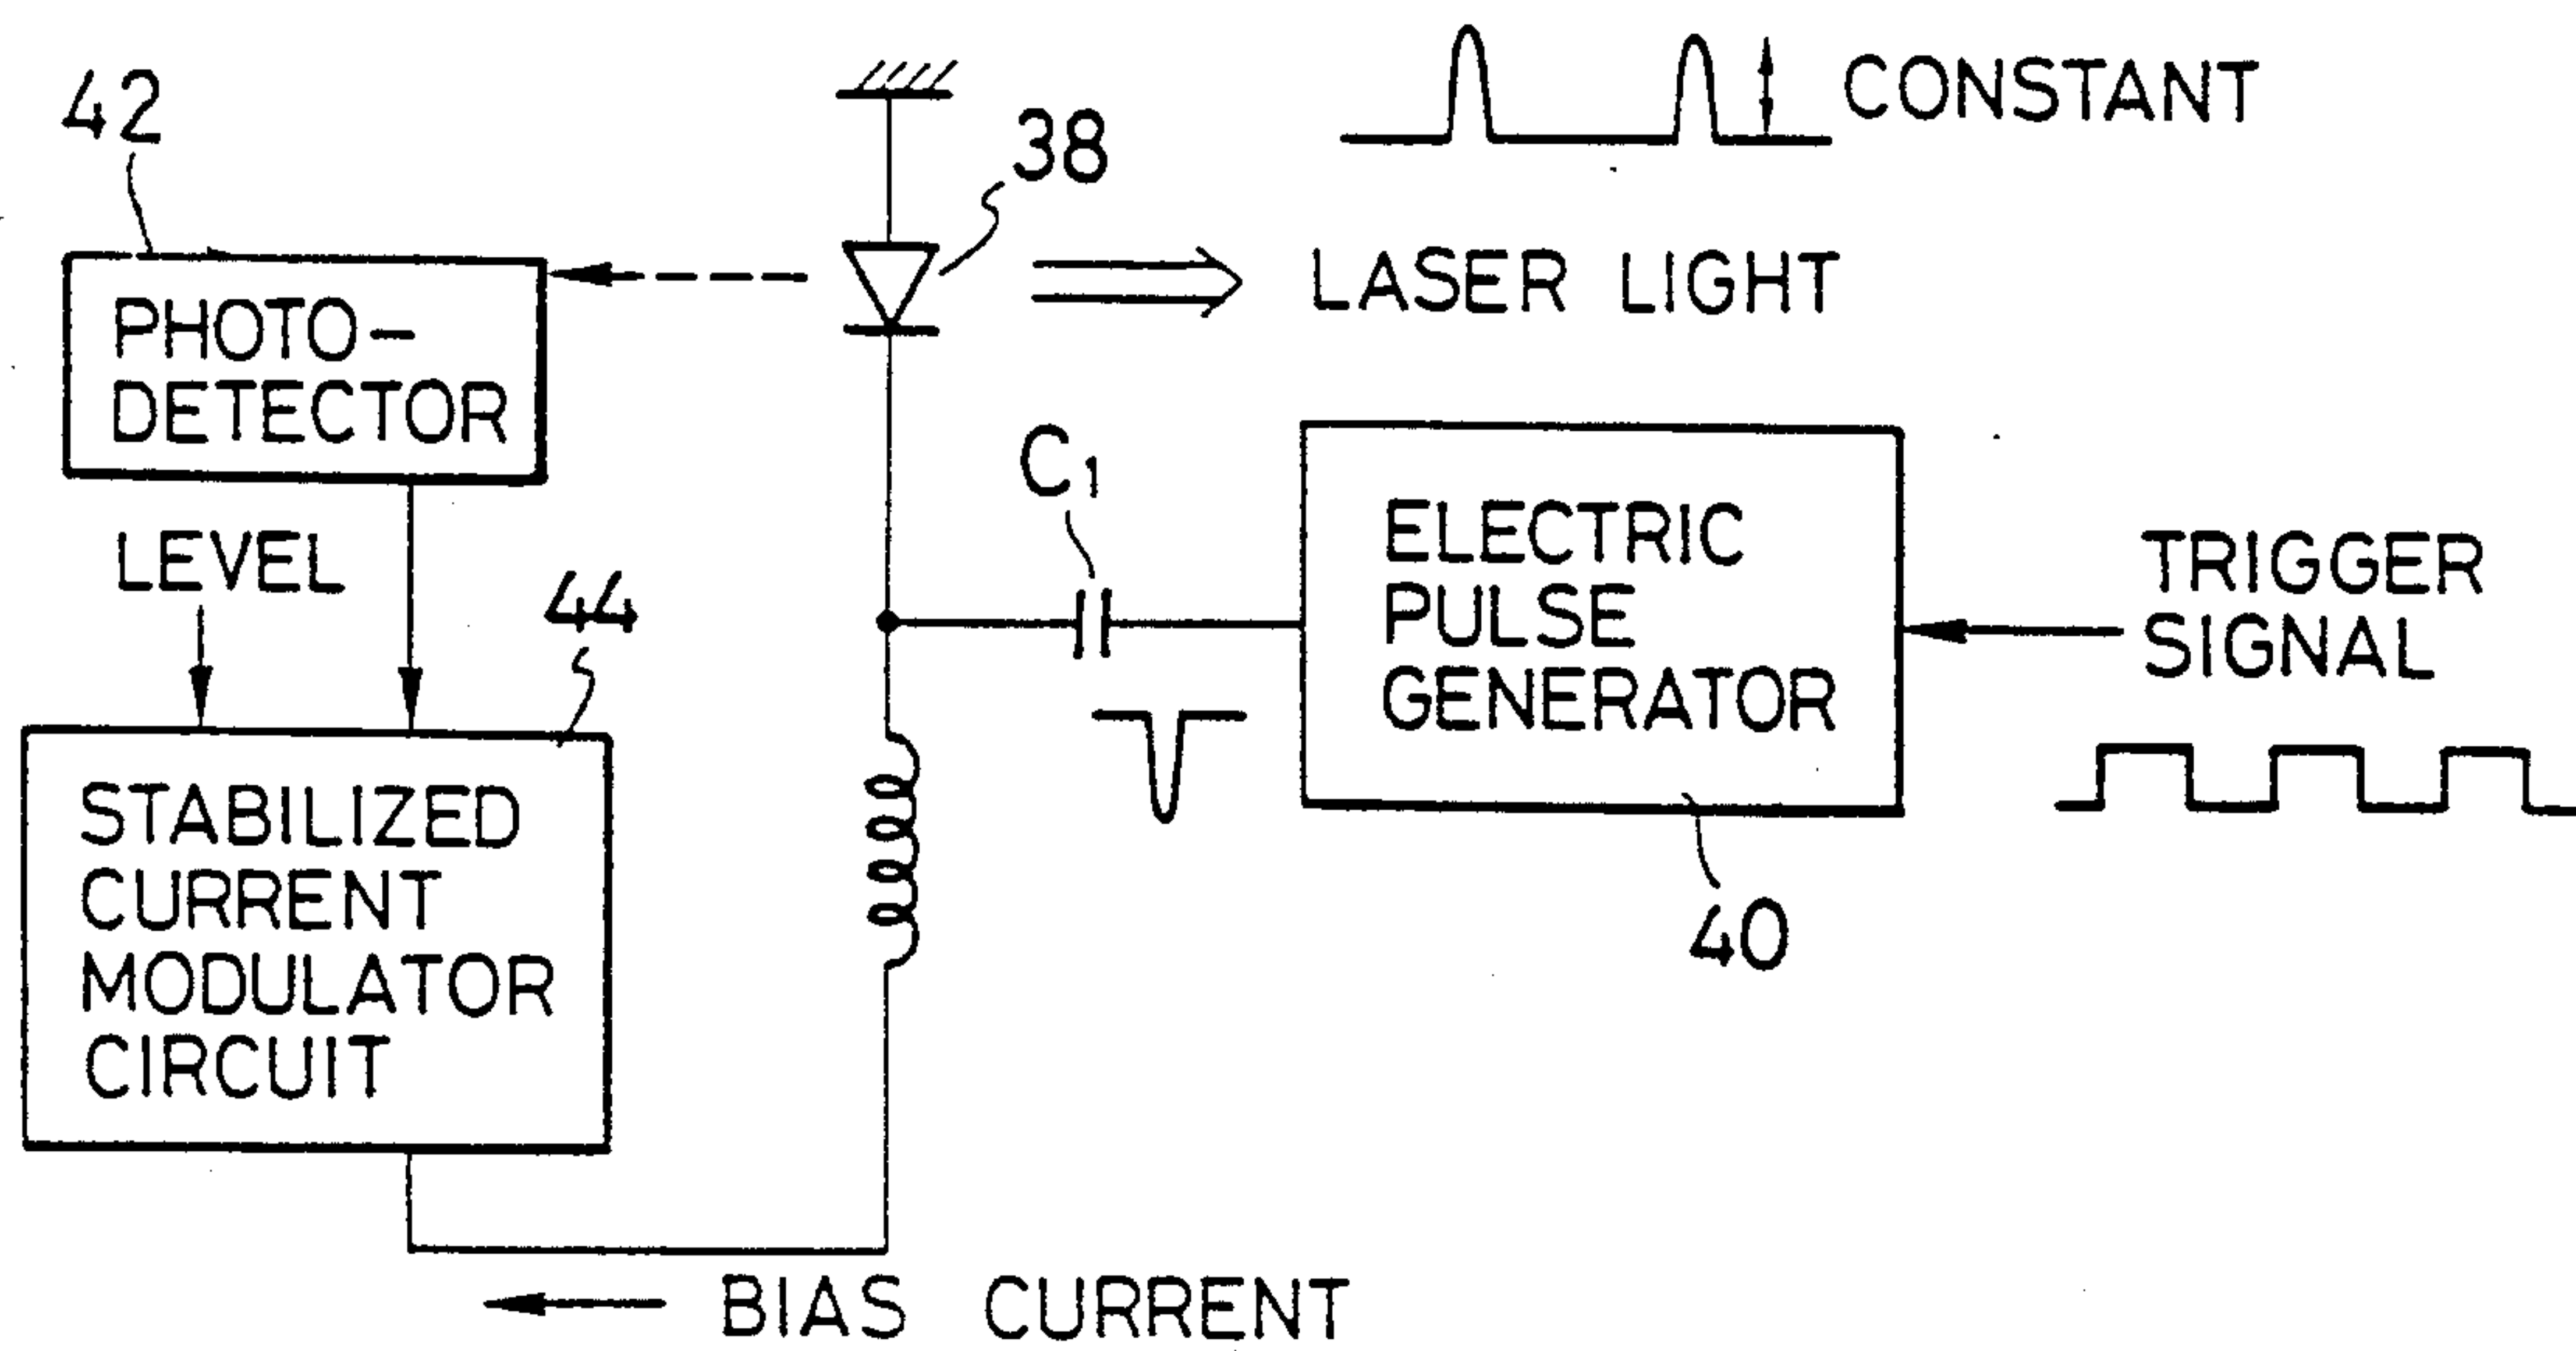 CONSTANT
42
38
LASER LIGHT
PHOTO-
DETECTOR
C1
ELECTRIC
PULSE
GENERATOR
TRIGGER
SIGNAL
LEVEL
44
STABILIZED
CURRENT
MODULATOR
CIRCUIT
40
BIAS CURRENT